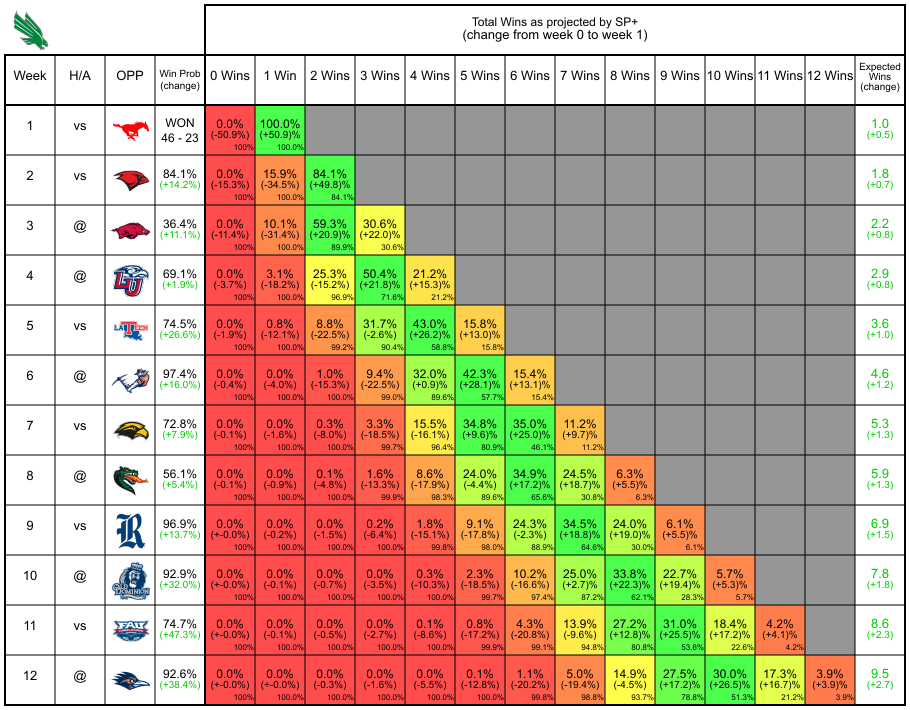 Total Wins as projected by SP+
(change from week 0 to week 1)
Week H/A OPP Win Prob (change) 0 Wins 1 Win 2 Wins 3 Wins 4 Wins 5 Wins 6 Wins 7 Wins 8 Wins 9 Wins 10 Wins 11 Wins 12 Wins Expected Wins (change)
1 vs WON 0.0% 100.0% 1.0
46 - 23 (-50.9%) (+50.9)% (+0.5)
100% 100.0%
2 vs 84.1% 0.0% 15.9% 84.1% 1.8
(+14.2%) (-15.3%) (-34.5%) (+49.8)% (+0.7)
100% 100.0% 84.1%
3 @ 36.4% 0.0% 10.1% 59.3% 30.6% 2.2
(+11.1%) (-11.4%) (-31.4%) (+20.9)% (+22.0)% (+0.8)
100% 100.0% 89.9% 30.6%
4 @ LU 69.1% 0.0% 3.1% 25.3% 50.4% 21.2% 2.9
(+1.9%) (-3.7%) (-18.2%) (-15.2%) (+21.8)% (+15.3)% (+0.8)
100% 100.0% 96.9% 71.6% 21.2%
5 vs LA TECH 74.5% 0.0% 0.8% 8.8% 31.7% 43.0% 15.8% 3.6
(+26.6%) (-1.9%) (-12.1%) (-22.5%) (-2.6%) (+26.2)% (+13.0)% (+1.0)
100% 100.0% 99.2% 90.4% 58.8% 15.8%
6 @ 97.4% 0.0% 0.0% 1.0% 9.4% 32.0% 42.3% 15.4% 4.6
(+16.0%) (-0.4%) (-4.0%) (-15.3%) (-22.5%) (+0.9)% (+28.1)% (+13.1)% (+1.2)
100% 100.0% 100.0% 99.0% 89.6% 57.7% 15.4%
7 vs 72.8% 0.0% 0.0% 0.3% 3.3% 15.5% 34.8% 35.0% 11.2% 5.3
(+7.9%) (-0.1%) (-1.6%) (-8.0%) (-18.5%) (-16.1%) (+9.6)% (+25.0)% (+9.7)% (+1.3)
100% 100.0% 100.0% 99.7% 96.4% 80.9% 46.1% 11.2%
8 @ 56.1% 0.0% 0.0% 0.1% 1.6% 8.6% 24.0% 34.9% 24.5% 6.3% 5.9
(+5.4%) (-0.1%) (-0.9%) (-4.8%) (-13.3%) (-17.9%) (-4.4%) (+17.2)% (+18.7)% (+5.5)% (+1.3)
100% 100.0% 100.0% 99.9% 98.3% 89.6% 65.6% 30.8% 6.3%
9 vs R 96.9% 0.0% 0.0% 0.0% 0.2% 1.8% 9.1% 24.3% 34.5% 24.0% 6.1% 6.9
(+13.7%) (+-0.0%) (-0.2%) (-1.5%) (-6.4%) (-15.1%) (-17.8%) (-2.3%) (+18.8)% (+19.0)% (+5.5)% (+1.5)
100% 100.0% 100.0% 100.0% 99.8% 98.0% 88.9% 64.6% 30.0% 6.1%
10 @ OLD DOMINION 92.9% 0.0% 0.0% 0.0% 0.0% 0.3% 2.3% 10.2% 25.0% 33.8% 22.7% 5.7% 7.8
(+32.0%) (+-0.0%) (-0.1%) (-0.7%) (-3.5%) (-10.3%) (-18.5%) (-16.6%) (+2.7)% (+22.3)% (+19.4)% (+5.3)% (+1.8)
100% 100.0% 100.0% 100.0% 100.0% 99.7% 97.4% 87.2% 62.1% 28.3% 5.7%
11 vs FAU 74.7% 0.0% 0.0% 0.0% 0.0% 0.1% 0.8% 4.3% 13.9% 27.2% 31.0% 18.4% 4.2% 8.6
(+47.3%) (+-0.0%) (-0.1%) (-0.5%) (-2.7%) (-8.6%) (-17.2%) (-20.8%) (-9.6%) (+12.8)% (+25.5)% (+17.2)% (+4.1)% (+2.3)
100% 100.0% 100.0% 100.0% 100.0% 99.9% 99.1% 94.8% 80.8% 53.6% 22.6% 4.2%
12 @ 92.6% 0.0% 0.0% 0.0% 0.0% 0.0% 0.1% 1.1% 5.0% 14.9% 27.5% 30.0% 17.3% 3.9% 9.5
(+38.4%) (+-0.0%) (+-0.0%) (-0.3%) (-1.6%) (-5.5%) (-12.8%) (-20.2%) (-19.4%) (-4.5%) (+17.2)% (+26.5)% (+16.7)% (+3.9)% (+2.7)
100% 100.0% 100.0% 100.0% 100.0% 100.0% 99.8% 98.8% 93.7% 78.8% 51.3% 21.2% 3.9%